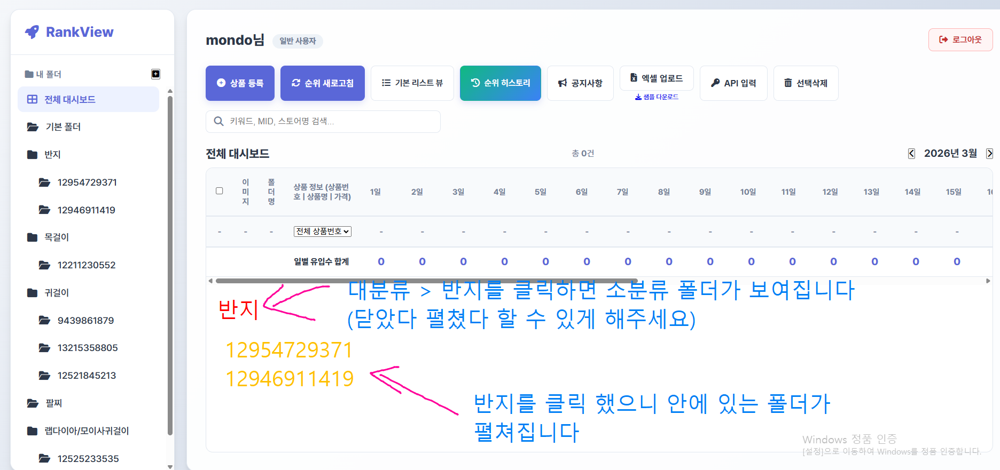 RankView
내 폴더
전체 대시보드
기본 폴더
반지
12954729371
12946911419
목걸이
12211230552
귀걸이
9439861879
13215358805
12521845213
팔찌
랩다이아/모이사귀걸이
12525233535
mondo님 일반 사용자
로그아웃
상품 등록
순위 새로고침
기본 리스트 뷰
순위 히스토리
공지사항
엑셀 업로드
샘플 다운로드
API 입력
선택삭제
키워드, MID, 스토어명 검색...
전체 대시보드 총 0건 2026년 3월
이미지 폴더명 상품 정보 (상품번호 | 상품명 | 가격) 1일 2일 3일 4일 5일 6일 7일 8일 9일 10일 11일 12일 13일 14일 15일
- - - 전체 상품번호 - - - - - - - - - - - - - - -
일별 유입수 합계 0 0 0 0 0 0 0 0 0 0 0 0 0 0 0
대분류 > 반지를 클릭하면 소분류 폴더가 보여집니다
반지
(닫았다 펼쳤다 할 수 있게 해주세요)
12954729371
12946911419
반지를 클릭 했으니 안에 있는 폴더가
펼쳐집니다
Windows 정품 인증
[설정]으로 이동하여 Windows를 정품 인증합니다.